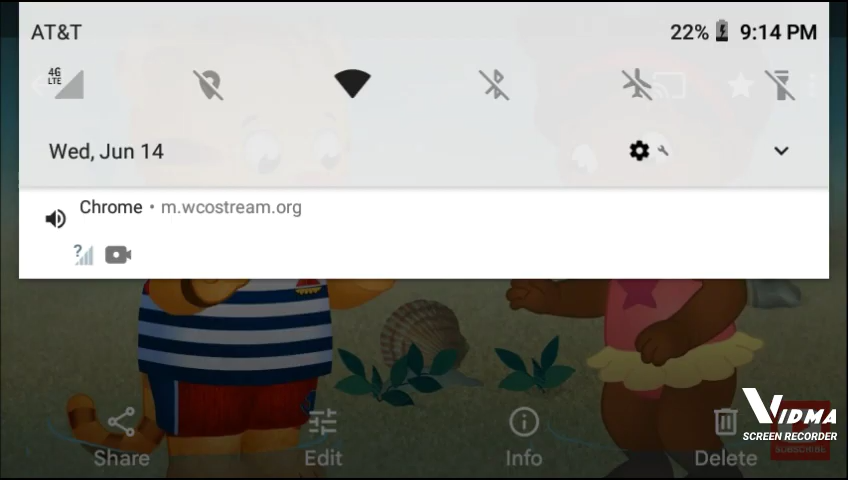 AT&T 22% 9:14 PM
4G
LTE
Wed, Jun 14
Chrome • m.wcostream.org
?
Share Edit Info Delete
VIDMA
SCREEN RECORDER
SUBSCRIBE